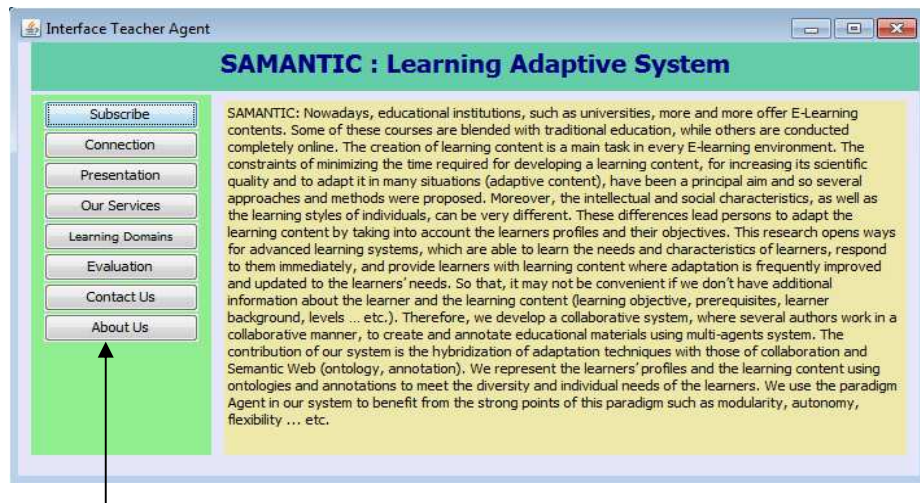 Interface Teacher Agent
SAMANTIC : Learning Adaptive System
Subscribe
Connection
Presentation
Our Services
Learning Domains
Evaluation
Contact Us
About Us
SAMANTIC: Nowadays, educational institutions, such as universities, more and more offer E-Learning
contents. Some of these courses are blended with traditional education, while others are conducted
completely online. The creation of learning content is a main task in every E-learning environment. The
constraints of minimizing the time required for developing a learning content, for increasing its scientific
quality and to adapt it in many situations (adaptive content), have been a principal aim and so several
approaches and methods were proposed. Moreover, the intellectual and social characteristics, as well as
the learning styles of individuals, can be very different. These differences lead persons to adapt the
learning content by taking into account the learners profiles and their objectives. This research opens ways
for advanced learning systems, which are able to learn the needs and characteristics of learners, respond
to them immediately, and provide learners with learning content where adaptation is frequently improved
and updated to the learners' needs. So that, it may not be convenient if we don't have additional
information about the learner and the learning content (learning objective, prerequisites, learner
background, levels ... etc.). Therefore, we develop a collaborative system, where several authors work in a
collaborative manner, to create and annotate educational materials using multi-agents system. The
contribution of our system is the hybridization of adaptation techniques with those of collaboration and
Semantic Web (ontology, annotation). We represent the learners' profiles and the learning content using
ontologies and annotations to meet the diversity and individual needs of the learners. We use the paradigm
Agent in our system to benefit from the strong points of this paradigm such as modularity, autonomy,
flexibility ... etc.